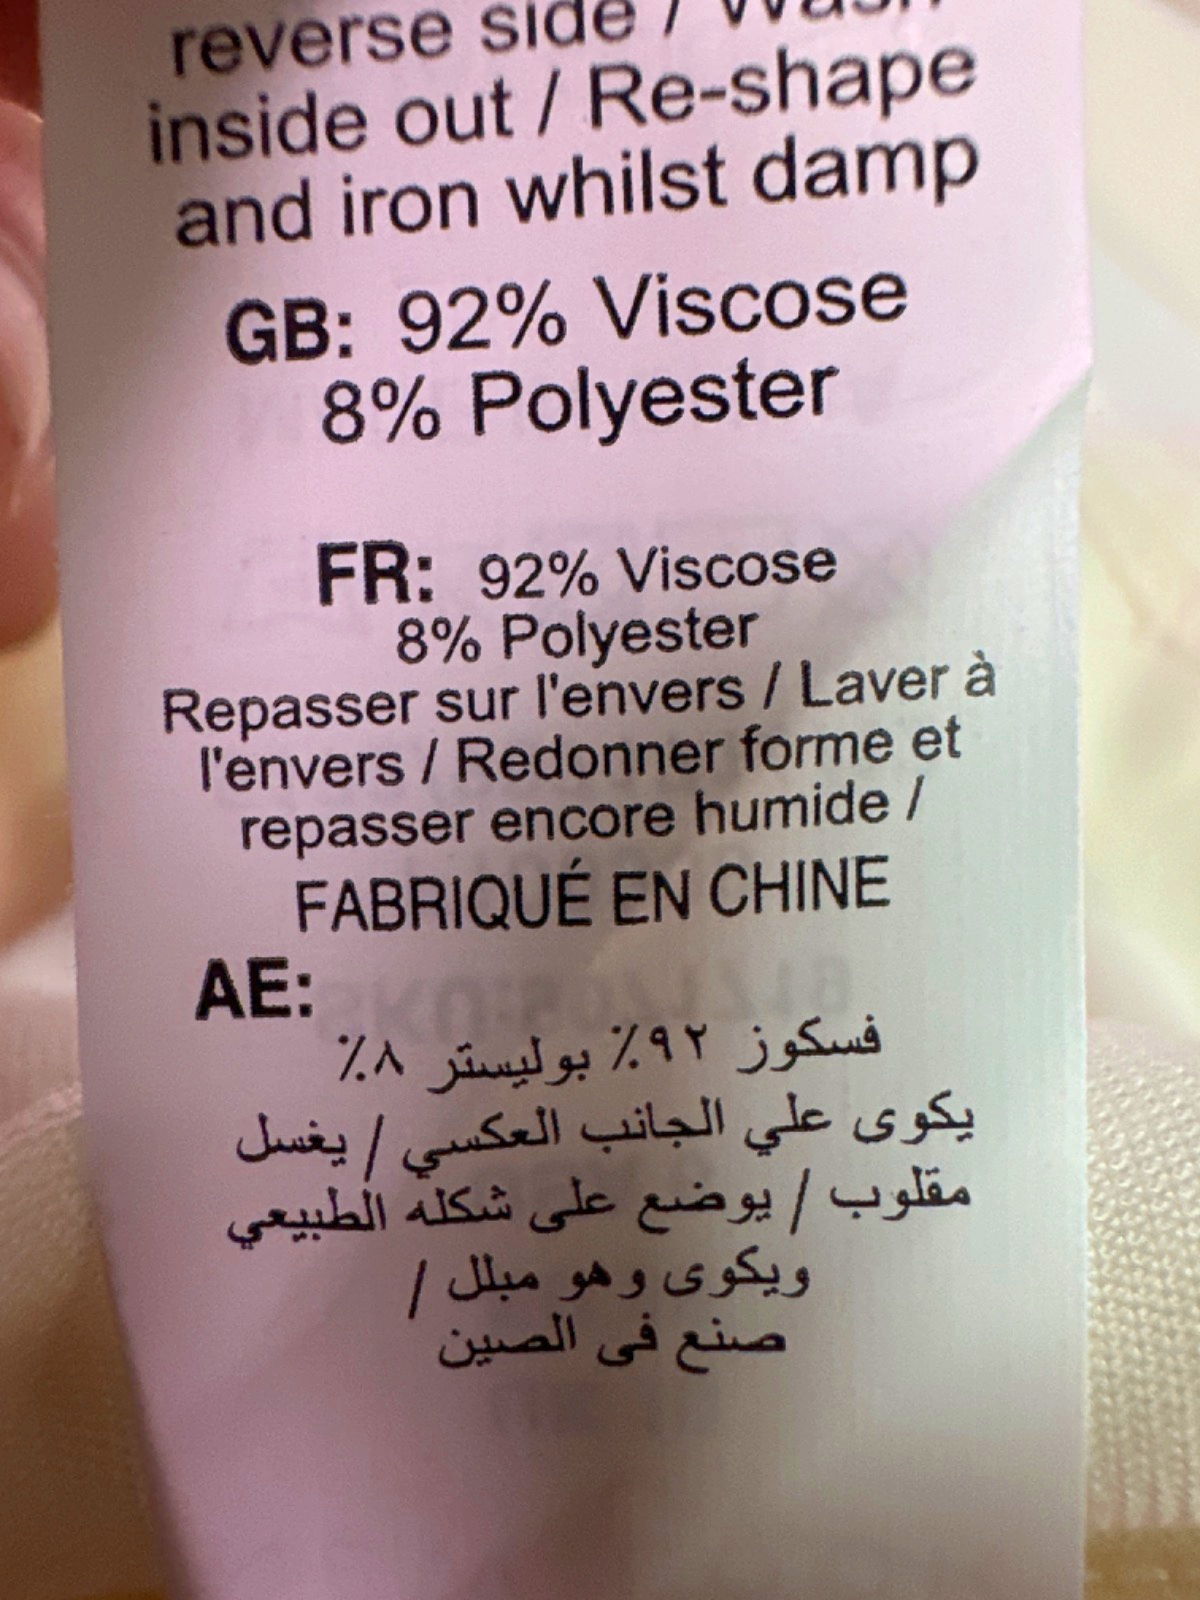 reverse side / Wash
inside out / Re-shape
and iron whilst damp
GB: 92% Viscose
8% Polyester
FR: 92% Viscose
8% Polyester
Repasser sur l'envers / Laver à
l'envers / Redonner forme et
repasser encore humide /
FABRIQUÉ EN CHINE
AE:
فسكوز ٩٢٪ بوليستر ٨٪
يكوى علي الجانب العكسي / يغسل
مقلوب / يوضع على شكله الطبيعي
ويكوى وهو مبلل /
صنع فى الصين